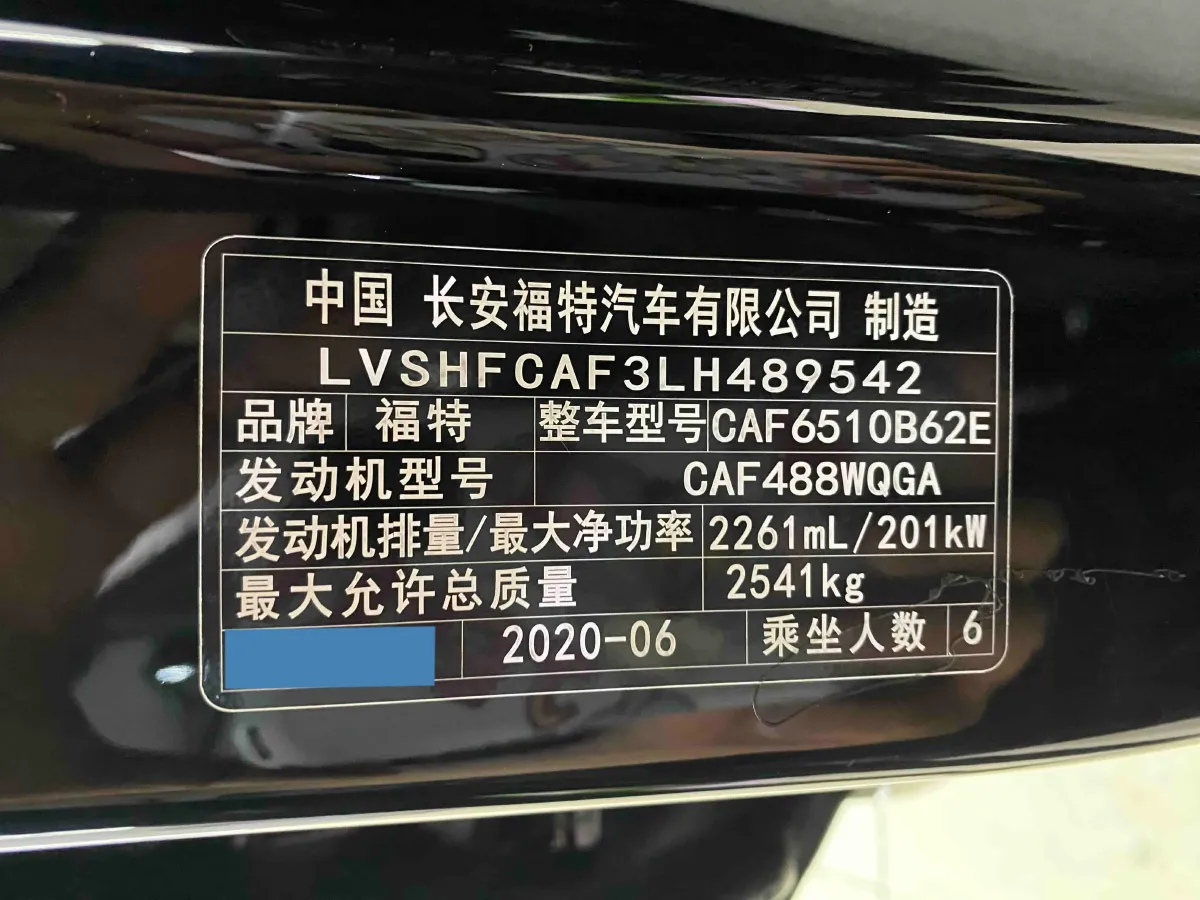 中国 长安福特汽车有限公司 制造
LVSHFCAF3LH489542
品牌 福特 整车型号 CAF6510B62E
发动机型号 CAF488WQGA
发动机排量/最大净功率 2261mL/201kW
最大允许总质量 2541kg
2020-06 乘坐人数 6